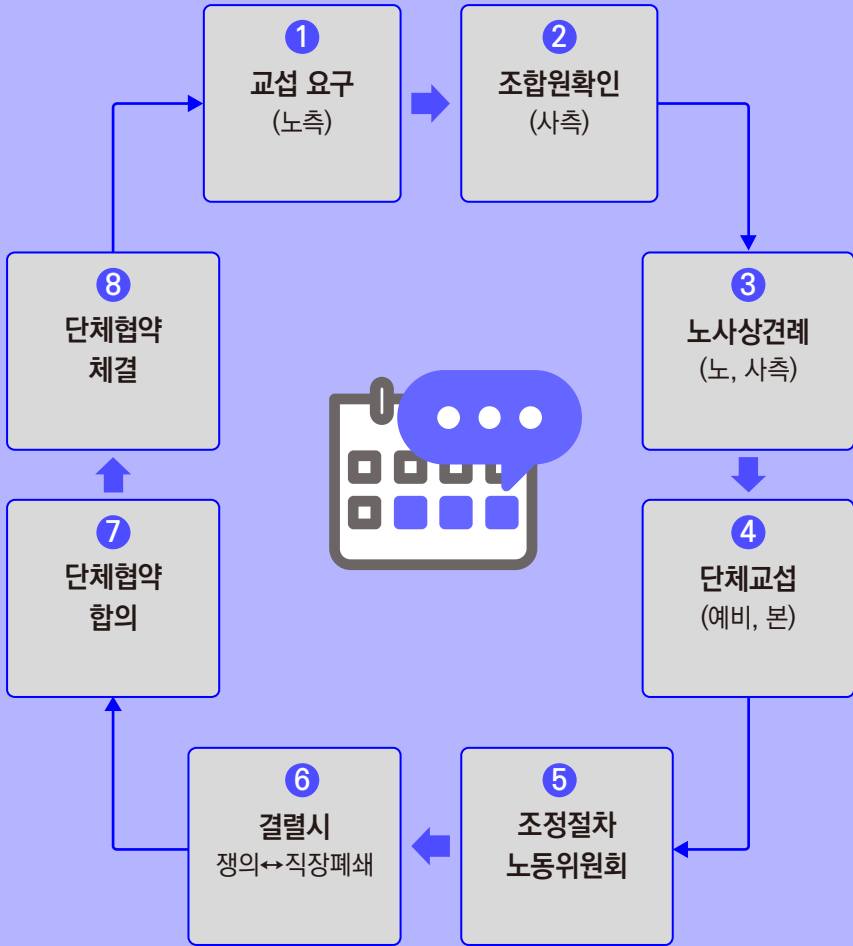 1
교섭 요구
(노측)
2
조합원확인
(사측)
3
노사상견례
(노, 사측)
4
단체교섭
(예비, 본)
5
조정절차
노동위원회
6
결렬시
쟁의↔직장폐쇄
7
단체협약
합의
8
단체협약
체결